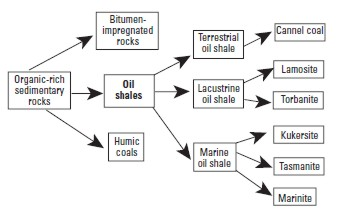 Bitumen-
impregnated
rocks
Organic-rich
sedimentary
rocks
Oil
shales
Humic
coals
Terrestrial
oil shale
Lacustrine
oil shale
Marine
oil shale
Cannel coal
Lamosite
Torbanite
Kukersite
Tasmanite
Marinite